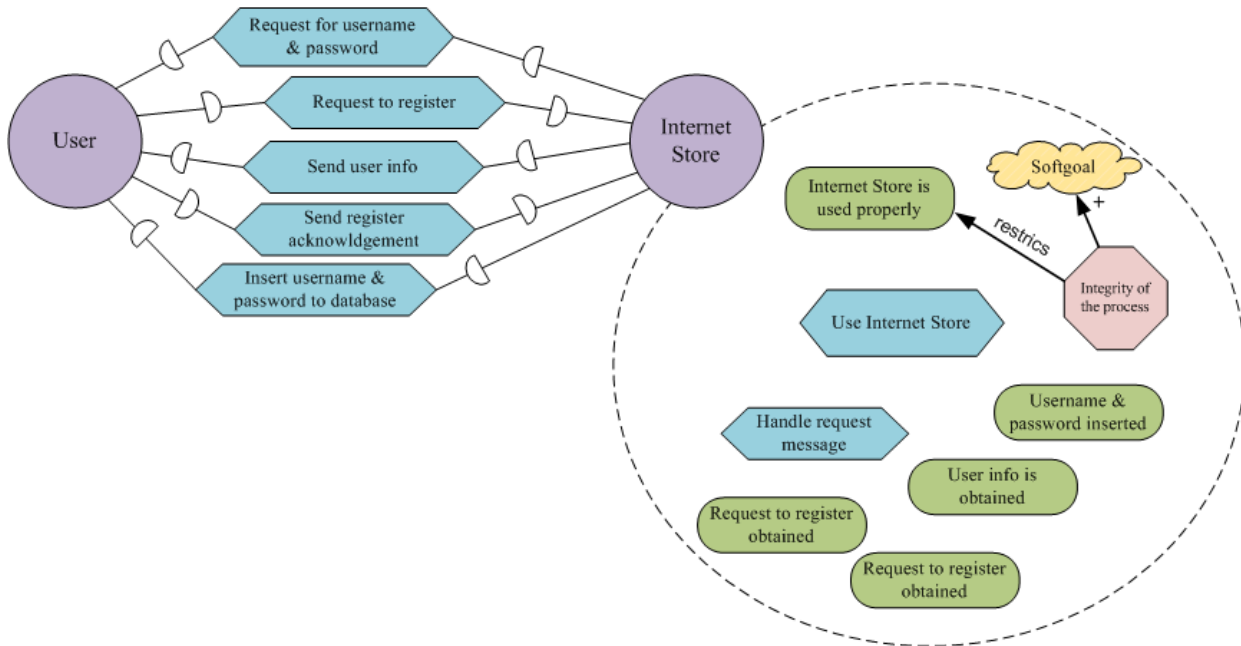 Request for username
& password
Request to register
User
Internet
Store
Send user info
Send register
acknowldgement
Insert username &
password to database
Softgoal
Internet Store is
used properly
+
restrics
Integrity of
the process
Use Internet Store
Username &
password inserted
Handle request
message
User info is
obtained
Request to register
obtained
Request to register
obtained